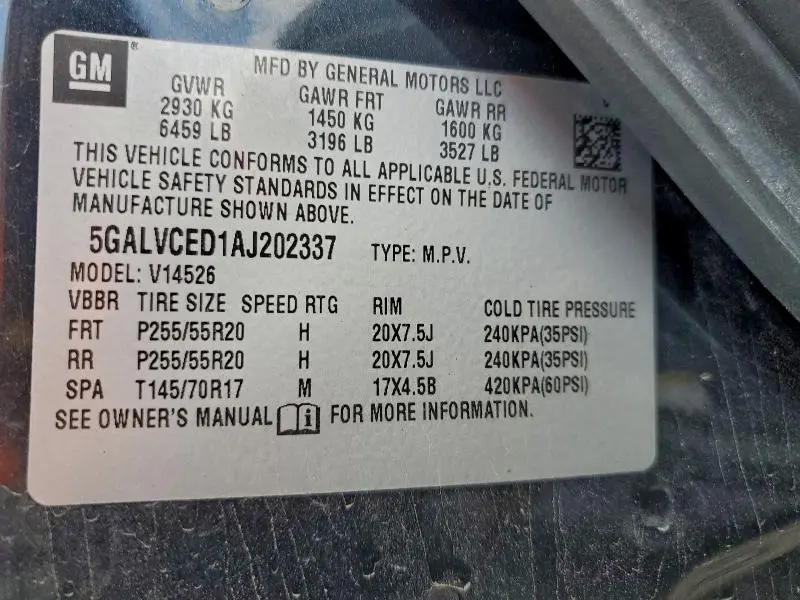 GM ®
MFD BY GENERAL MOTORS LLC
GVWR GAWR FRT GAWR RR
2930 KG 1450 KG 1600 KG
6459 LB 3196 LB 3527 LB
THIS VEHICLE CONFORMS TO ALL APPLICABLE U.S. FEDERAL MOTOR
VEHICLE SAFETY STANDARDS IN EFFECT ON THE DATE OF
MANUFACTURE SHOWN ABOVE.
5GALVCED1AJ202337 TYPE: M.P.V.
MODEL: V14526
VBBR TIRE SIZE SPEED RTG RIM COLD TIRE PRESSURE
FRT P255/55R20 H 20X7.5J 240KPA(35PSI)
RR P255/55R20 H 20X7.5J 240KPA(35PSI)
SPA T145/70R17 M 17X4.5B 420KPA(60PSI)
SEE OWNER'S MANUAL i FOR MORE INFORMATION.